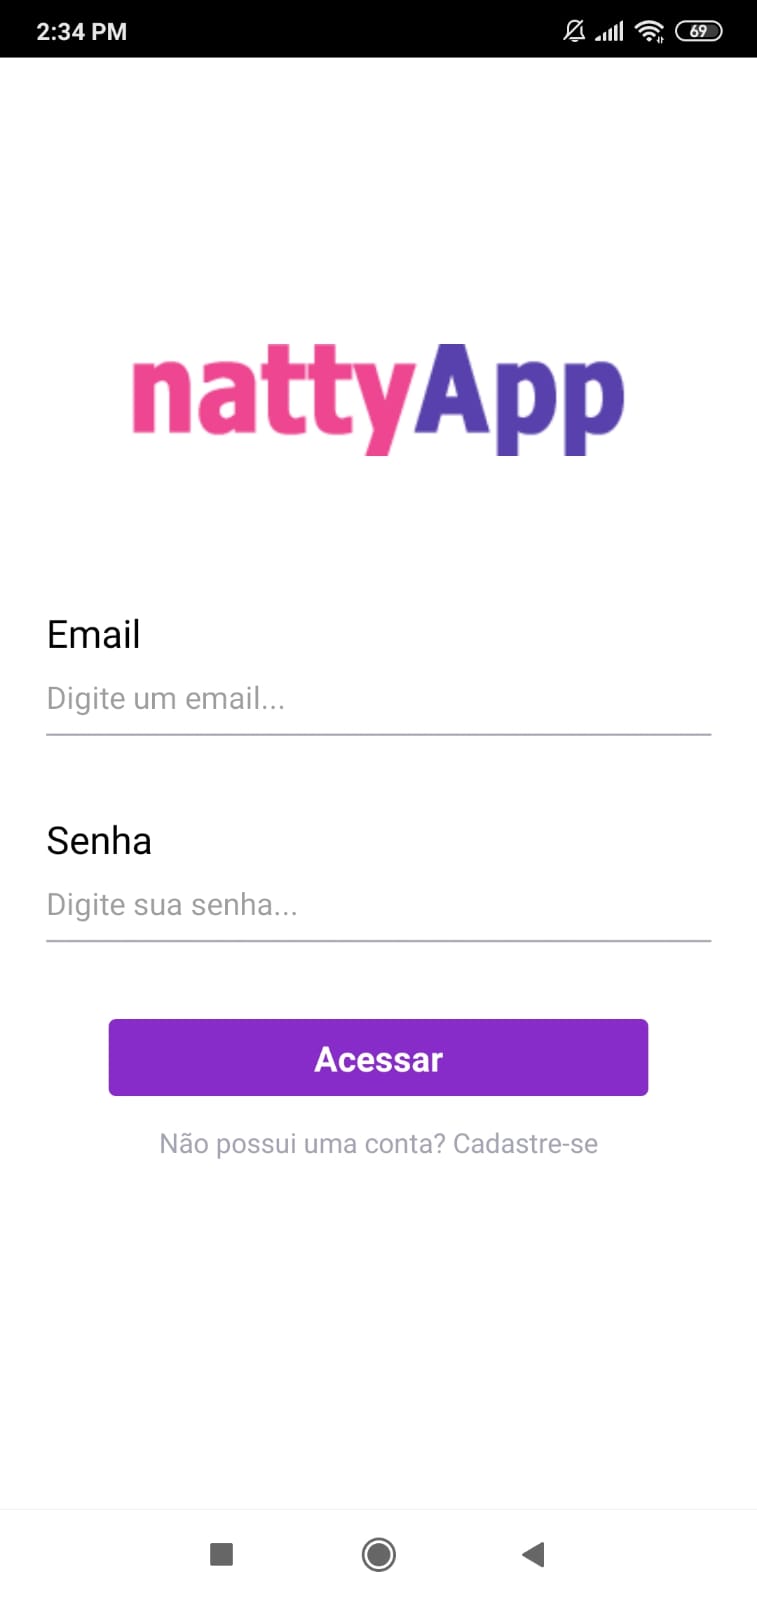 2:34 PM
69
nattyApp
Email
Digite um email...
Senha
Digite sua senha...
Acessar
Não possui uma conta? Cadastre-se